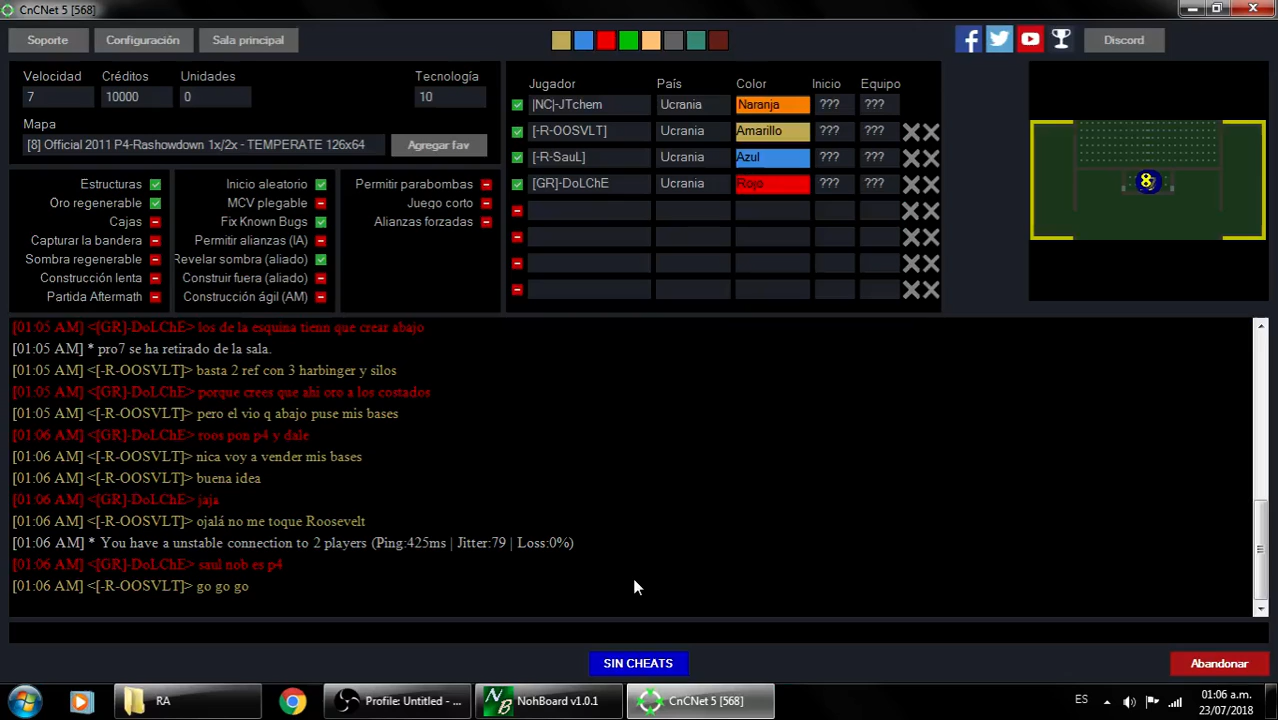 CnCNet 5 [568]
Soporte Configuración Sala principal Discord
Velocidad Créditos Unidades Tecnología
7 10000 0 10
Mapa
[8] Official 2011 P4-Rashowdown 1x/2x - TEMPERATE 126x64 Agregar fav
Estructuras Inicio aleatorio Permitir parabombas
Oro regenerable MCV plegable Juego corto
Cajas Fix Known Bugs Alianzas forzadas
Capturar la bandera Permitir alianzas (IA)
Sombra regenerable Revelar sombra (aliado)
Construcción lenta Construir fuera (aliado)
Partida Aftermath Construcción ágil (AM)
Jugador País Color Inicio Equipo
|NC|-JTchem Ucrania Naranja ??? ???
[-R-OOSVLT] Ucrania Amarillo ??? ???
[-R-SauL] Ucrania Azul ??? ???
[GR]-DoLChE Ucrania Rojo ??? ???
[01:05 AM] <[GR]-DoLChE> los de la esquina tienn que crear abajo
[01:05 AM] * pro7 se ha retirado de la sala.
[01:05 AM] <[-R-OOSVLT]> basta 2 ref con 3 harbinger y silos
[01:05 AM] <[GR]-DoLChE> porque crees que ahi oro a los costados
[01:05 AM] <[-R-OOSVLT]> pero el vio q abajo puse mis bases
[01:06 AM] <[GR]-DoLChE> roos pon p4 y dale
[01:06 AM] <[-R-OOSVLT]> nica voy a vender mis bases
[01:06 AM] <[-R-OOSVLT]> buena idea
[01:06 AM] <[GR]-DoLChE> jaja
[01:06 AM] <[-R-OOSVLT]> ojalá no me toque Roosevelt
[01:06 AM] * You have a unstable connection to 2 players (Ping:425ms | Jitter:79 | Loss:0%)
[01:06 AM] <[GR]-DoLChE> saul nob es p4
[01:06 AM] <[-R-OOSVLT]> go go go
SIN CHEATS Abandonar
RA Profile: Untitled - ... NohBoard v1.0.1 CnCNet 5 [568] ES 01:06 a.m.
23/07/2018